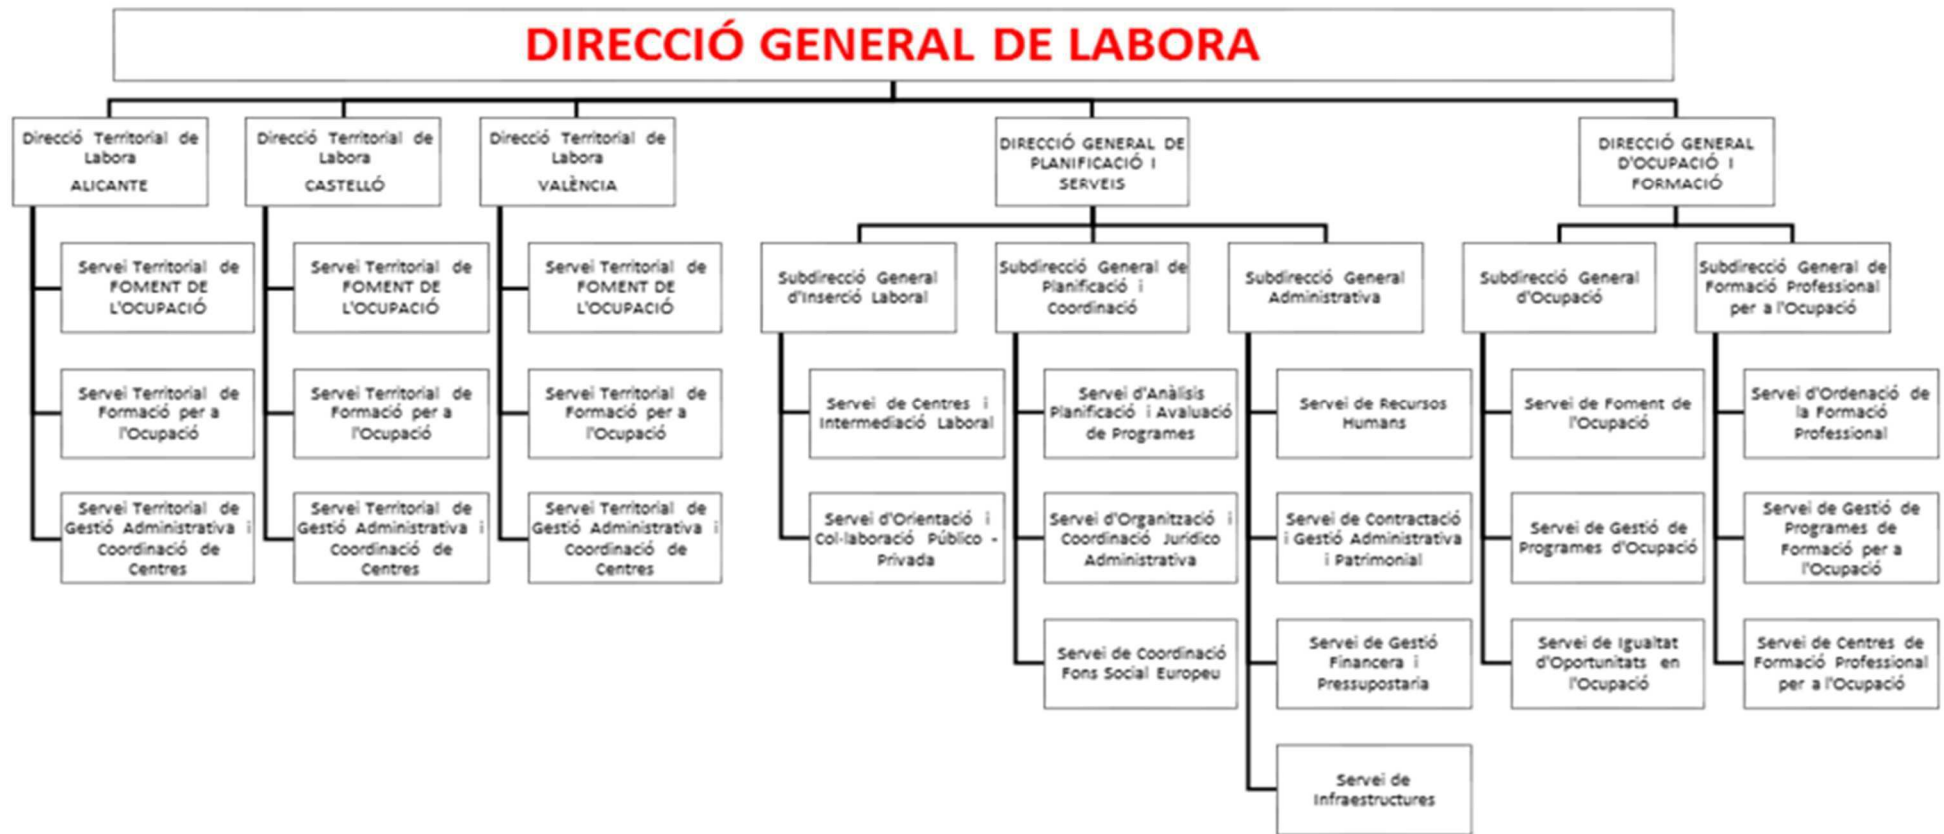 DIRECCIÓ GENERAL DE LABORA
Direcció Territorial de
Labora
ALICANTE
Direcció Territorial de
Labora
CASTELLÓ
Direcció Territorial de
Labora
VALÈNCIA
DIRECCIÓ GENERAL DE
PLANIFICACIÓ I
SERVEIS
DIRECCIÓ GENERAL
D'OCUPACIÓ I
FORMACIÓ
Servei Territorial de
FOMENT DE
L'OCUPACIÓ
Servei Territorial de
FOMENT DE
L'OCUPACIÓ
Servei Territorial de
FOMENT DE
L'OCUPACIÓ
Subdirecció General
d'Inserció Laboral
Subdirecció General de
Planificació i
Coordinació
Subdirecció General
Administrativa
Subdirecció General
d'Ocupació
Subdirecció General de
Formació Professional
per a l'Ocupació
Servei Territorial de
Formació per a
l'Ocupació
Servei Territorial de
Formació per a
l'Ocupació
Servei Territorial de
Formació per a
l'Ocupació
Servei de Centres i
Intermediació Laboral
Servei d'Anàlisis
Planificació i Avaluació
de Programes
Servei de Recursos
Humans
Servei de Foment de
l'Ocupació
Servei d'Ordenació de
la Formació
Professional
Servei Territorial de
Gestió Administrativa i
Coordinació de
Centres
Servei Territorial de
Gestió Administrativa i
Coordinació de
Centres
Servei Territorial de
Gestió Administrativa i
Coordinació de
Centres
Servei d'Orientació i
Col·laboració Público -
Privada
Servei d'Organització i
Coordinació Jurídico
Administrativa
Servei de Contractació
i Gestió Administrativa
i Patrimonial
Servei de Gestió de
Programes d'Ocupació
Servei de Gestió de
Programes de
Formació per a
l'Ocupació
Servei de Coordinació
Fons Social Europeu
Servei de Gestió
Financera i
Pressupostaria
Servei de Igualtat
d'Oportunitats en
l'Ocupació
Servei de Centres de
Formació Professional
per a l'Ocupació
Servei de
Infraestructures